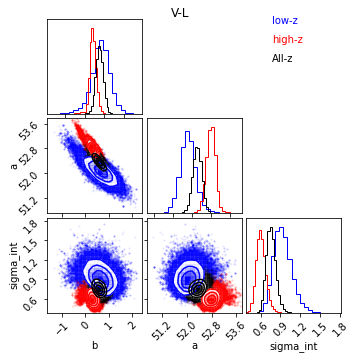 V-L
low-z
high-z
All-z
53.6
52.8
52.0
51.2
a
1.8
1.5
1.2
0.9
0.6
sigma_int
−1 0 1 2
b
51.2 52.0 52.8 53.6
a
0.6 0.9 1.2 1.5 1.8
sigma_int